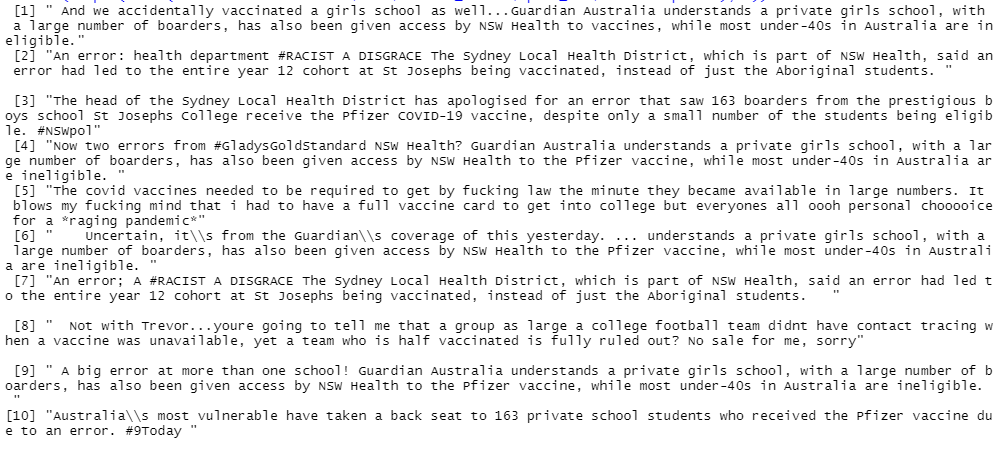 [1] " And we accidentally vaccinated a girls school as well...Guardian Australia understands a private girls school, with
a large number of boarders, has also been given access by NSW Health to vaccines, while most under-40s in Australia are in
eligible."
[2] "An error: health department #RACIST A DISGRACE The Sydney Local Health District, which is part of NSW Health, said an
error had led to the entire year 12 cohort at St Josephs being vaccinated, instead of just the Aboriginal students. "
[3] "The head of the Sydney Local Health District has apologised for an error that saw 163 boarders from the prestigious b
oys school St Josephs College receive the Pfizer COVID-19 vaccine, despite only a small number of the students being eligib
le. #NSWpol"
[4] "Now two errors from #GladysGoldStandard NSW Health? Guardian Australia understands a private girls school, with a lar
ge number of boarders, has also been given access by NSW Health to the Pfizer vaccine, while most under-40s in Australia ar
e ineligible. "
[5] "The covid vaccines needed to be required to get by fucking law the minute they became available in large numbers. It
blows my fucking mind that i had to have a full vaccine card to get into college but everyones all oooh personal chooooice
for a *raging pandemic*"
[6] "    Uncertain, it\\s from the Guardian\\s coverage of this yesterday. ... understands a private girls school, with a
large number of boarders, has also been given access by NSW Health to the Pfizer vaccine, while most under-40s in Australi
a are ineligible. "
[7] "An error; A #RACIST A DISGRACE The Sydney Local Health District, which is part of NSW Health, said an error had led t
o the entire year 12 cohort at St Josephs being vaccinated, instead of just the Aboriginal students.    "
[8] "  Not with Trevor...youre going to tell me that a group as large a college football team didnt have contact tracing w
hen a vaccine was unavailable, yet a team who is half vaccinated is fully ruled out? No sale for me, sorry"
[9] " A big error at more than one school! Guardian Australia understands a private girls school, with a large number of b
oarders, has also been given access by NSW Health to the Pfizer vaccine, while most under-40s in Australia are ineligible.
"
[10] "Australia\\s most vulnerable have taken a back seat to 163 private school students who received the Pfizer vaccine du
e to an error. #9Today "